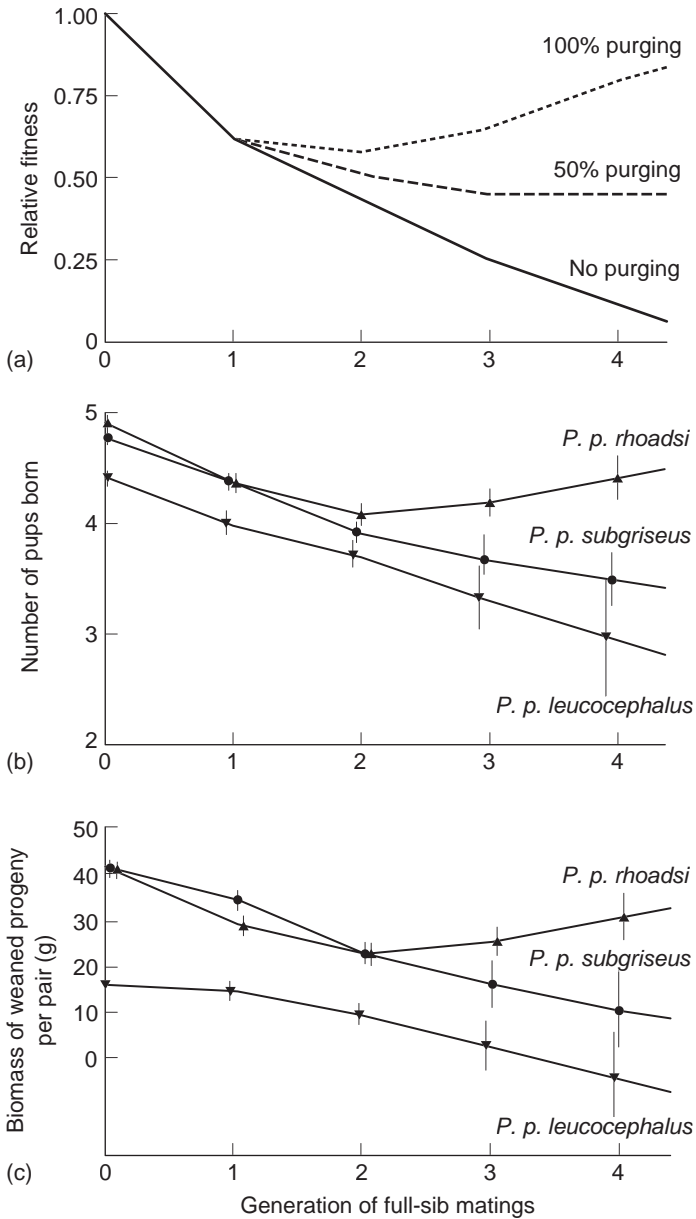 1.00
0.75
0.50
0.25
0
Relative fitness
100% purging
50% purging
No purging
0 1 2 3 4
(a)
5
4
3
2
Number of pups born
P. p. rhoadsi
P. p. subgriseus
P. p. leucocephalus
0 1 2 3 4
(b)
50
40
30
20
10
0
Biomass of weaned progeny
per pair (g)
P. p. rhoadsi
P. p. subgriseus
P. p. leucocephalus
0 1 2 3 4
(c)
Generation of full-sib matings